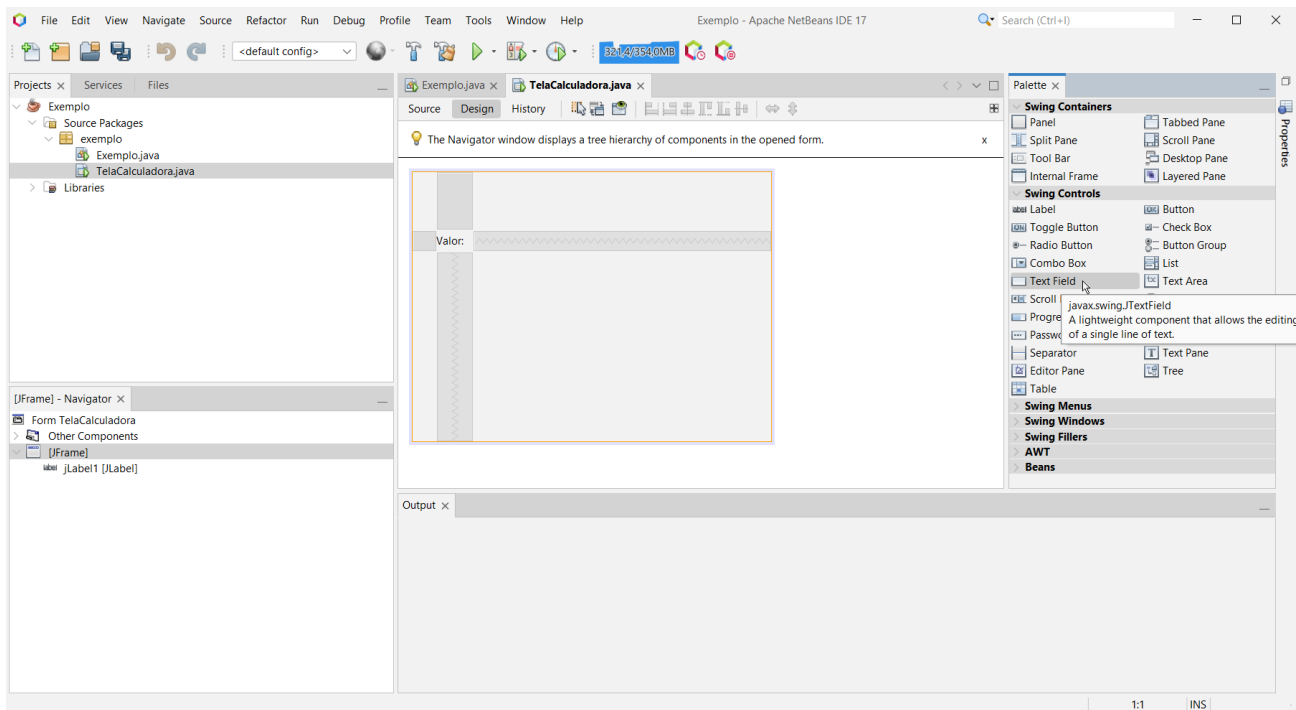 File Edit View Navigate Source Refactor Run Debug Profile Team Tools Window Help Exemplo - Apache NetBeans IDE 17 Search (Ctrl+I)
<default config> 321,4/354,0MB
Projects Services Files
Exemplo
Source Packages
exemplo
Exemplo.java
TelaCalculadora.java
Libraries
[JFrame] - Navigator
Form TelaCalculadora
Other Components
[JFrame]
label jLabel1 [JLabel]
Exemplo.java TelaCalculadora.java
Source Design History
The Navigator window displays a tree hierarchy of components in the opened form. x
Valor:
Output
Palette
Swing Containers
Panel Tabbed Pane
Split Pane Scroll Pane
Tool Bar Desktop Pane
Internal Frame Layered Pane
Swing Controls
label Label OK Button
ON Toggle Button Check Box
Radio Button Button Group
Combo Box List
Text Field tx Text Area
Scroll
Progre
Passwo
javax.swing.JTextField
A lightweight component that allows the editing
of a single line of text.
Separator T Text Pane
Editor Pane Tree
Table
Swing Menus
Swing Windows
Swing Fillers
AWT
Beans
Properties
1:1 INS